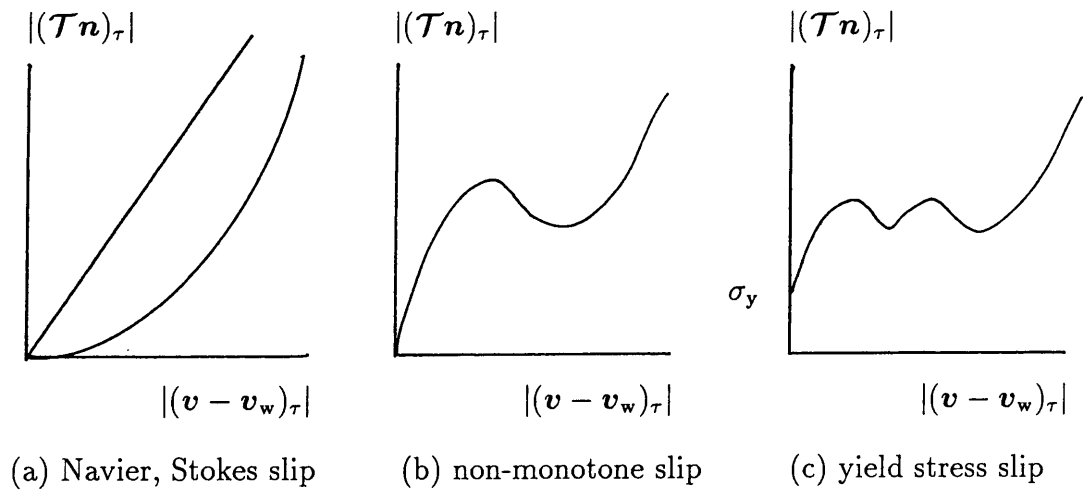 |(𝓣n)τ| |(𝓣n)τ| |(𝓣n)τ|
σy
|(v − vw)τ| |(v − vw)τ| |(v − vw)τ|
(a) Navier, Stokes slip (b) non-monotone slip (c) yield stress slip